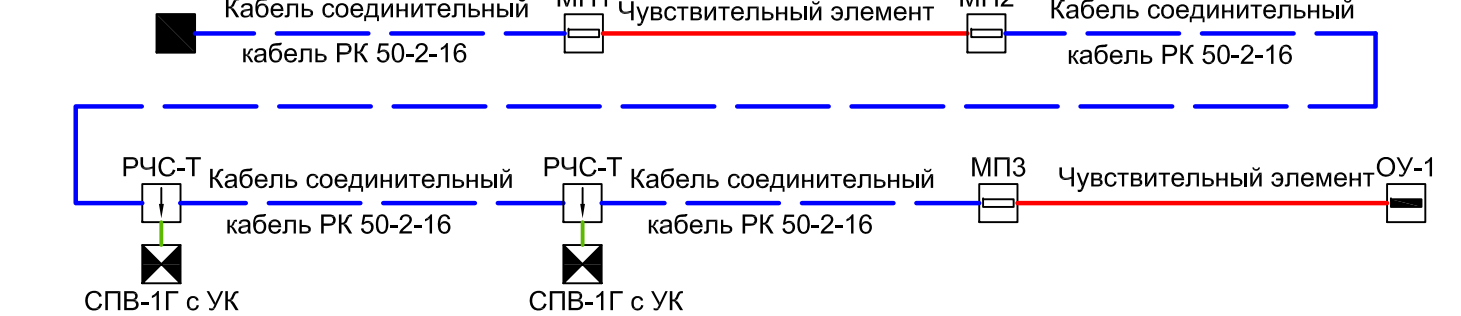 Кабель соединительный МП1 Чувствительный элемент МП2 Кабель соединительный
кабель РК 50-2-16 кабель РК 50-2-16
РЧС-Т Кабель соединительный РЧС-Т Кабель соединительный МП3 Чувствительный элемент ОУ-1
кабель РК 50-2-16 кабель РК 50-2-16
СПВ-1Г с УК СПВ-1Г с УК